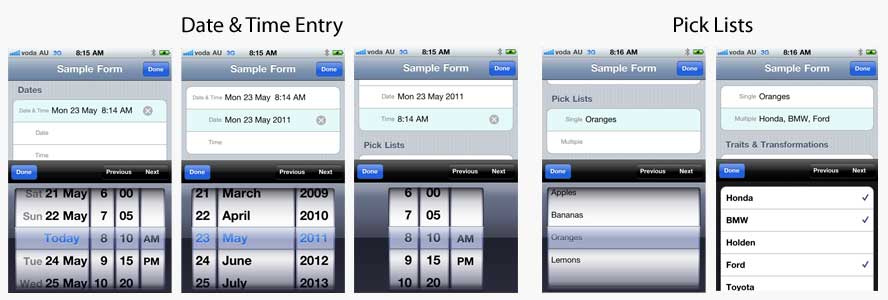 Date & Time Entry
Pick Lists
voda AU 3G 8:15 AM
Sample Form Done
Dates
Date & Time Mon 23 May 8:14 AM
Date
Time
Done Previous Next
Sat 21 May 6 00
Sun 22 May 7 05
Today 8 10 AM
Tue 24 May 9 15 PM
Wed 25 May 10 20
voda AU 3G 8:15 AM
Sample Form Done
Date & Time Mon 23 May 8:14 AM
Date Mon 23 May 2011
Time
Done Previous Next
21 March 2009
22 April 2010
23 May 2011
24 June 2012
25 July 2013
voda AU 3G 8:15 AM
Sample Form Done
Date Mon 23 May 2011
Time 8:14 AM
Pick Lists
Done Previous Next
6 00
7 05
8 10 AM
9 15 PM
10 20
voda AU 3G 8:16 AM
Sample Form Done
Pick Lists
Single Oranges
Multiple
Done Previous Next
Apples
Bananas
Oranges
Lemons
voda AU 3G 8:16 AM
Sample Form Done
Single Oranges
Multiple Honda, BMW, Ford
Traits & Transformations
Done Previous Next
Honda
BMW
Holden
Ford
Toyota